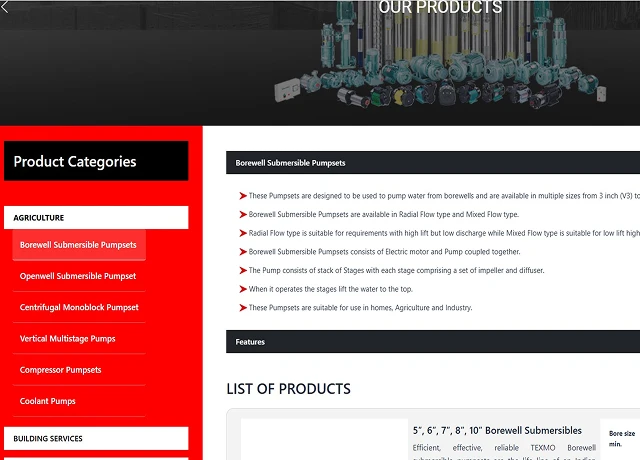 OUR PRODUCTS
Product Categories
AGRICULTURE
Borewell Submersible Pumpsets
Openwell Submersible Pumpset
Centrifugal Monoblock Pumpset
Vertical Multistage Pumps
Compressor Pumpsets
Coolant Pumps
BUILDING SERVICES
Borewell Submersible Pumpsets
These Pumpsets are designed to be used to pump water from borewells and are available in multiple sizes from 3 inch (V3) to
Borewell Submersible Pumpsets are available in Radial Flow type and Mixed Flow type.
Radial Flow type is suitable for requirements with high lift but low discharge while Mixed Flow type is suitable for low lift high
Borewell Submersible Pumpsets consists of Electric motor and Pump coupled together.
The Pump consists of stack of Stages with each stage comprising a set of impeller and diffuser.
When it operates the stages lift the water to the top.
These Pumpsets are suitable for use in homes, Agriculture and Industry.
Features
LIST OF PRODUCTS
5”, 6”, 7”, 8”, 10” Borewell Submersibles
Efficient, effective, reliable TEXMO Borewell
submersible pumpsets are the life line of an Indian
Bore size
min.